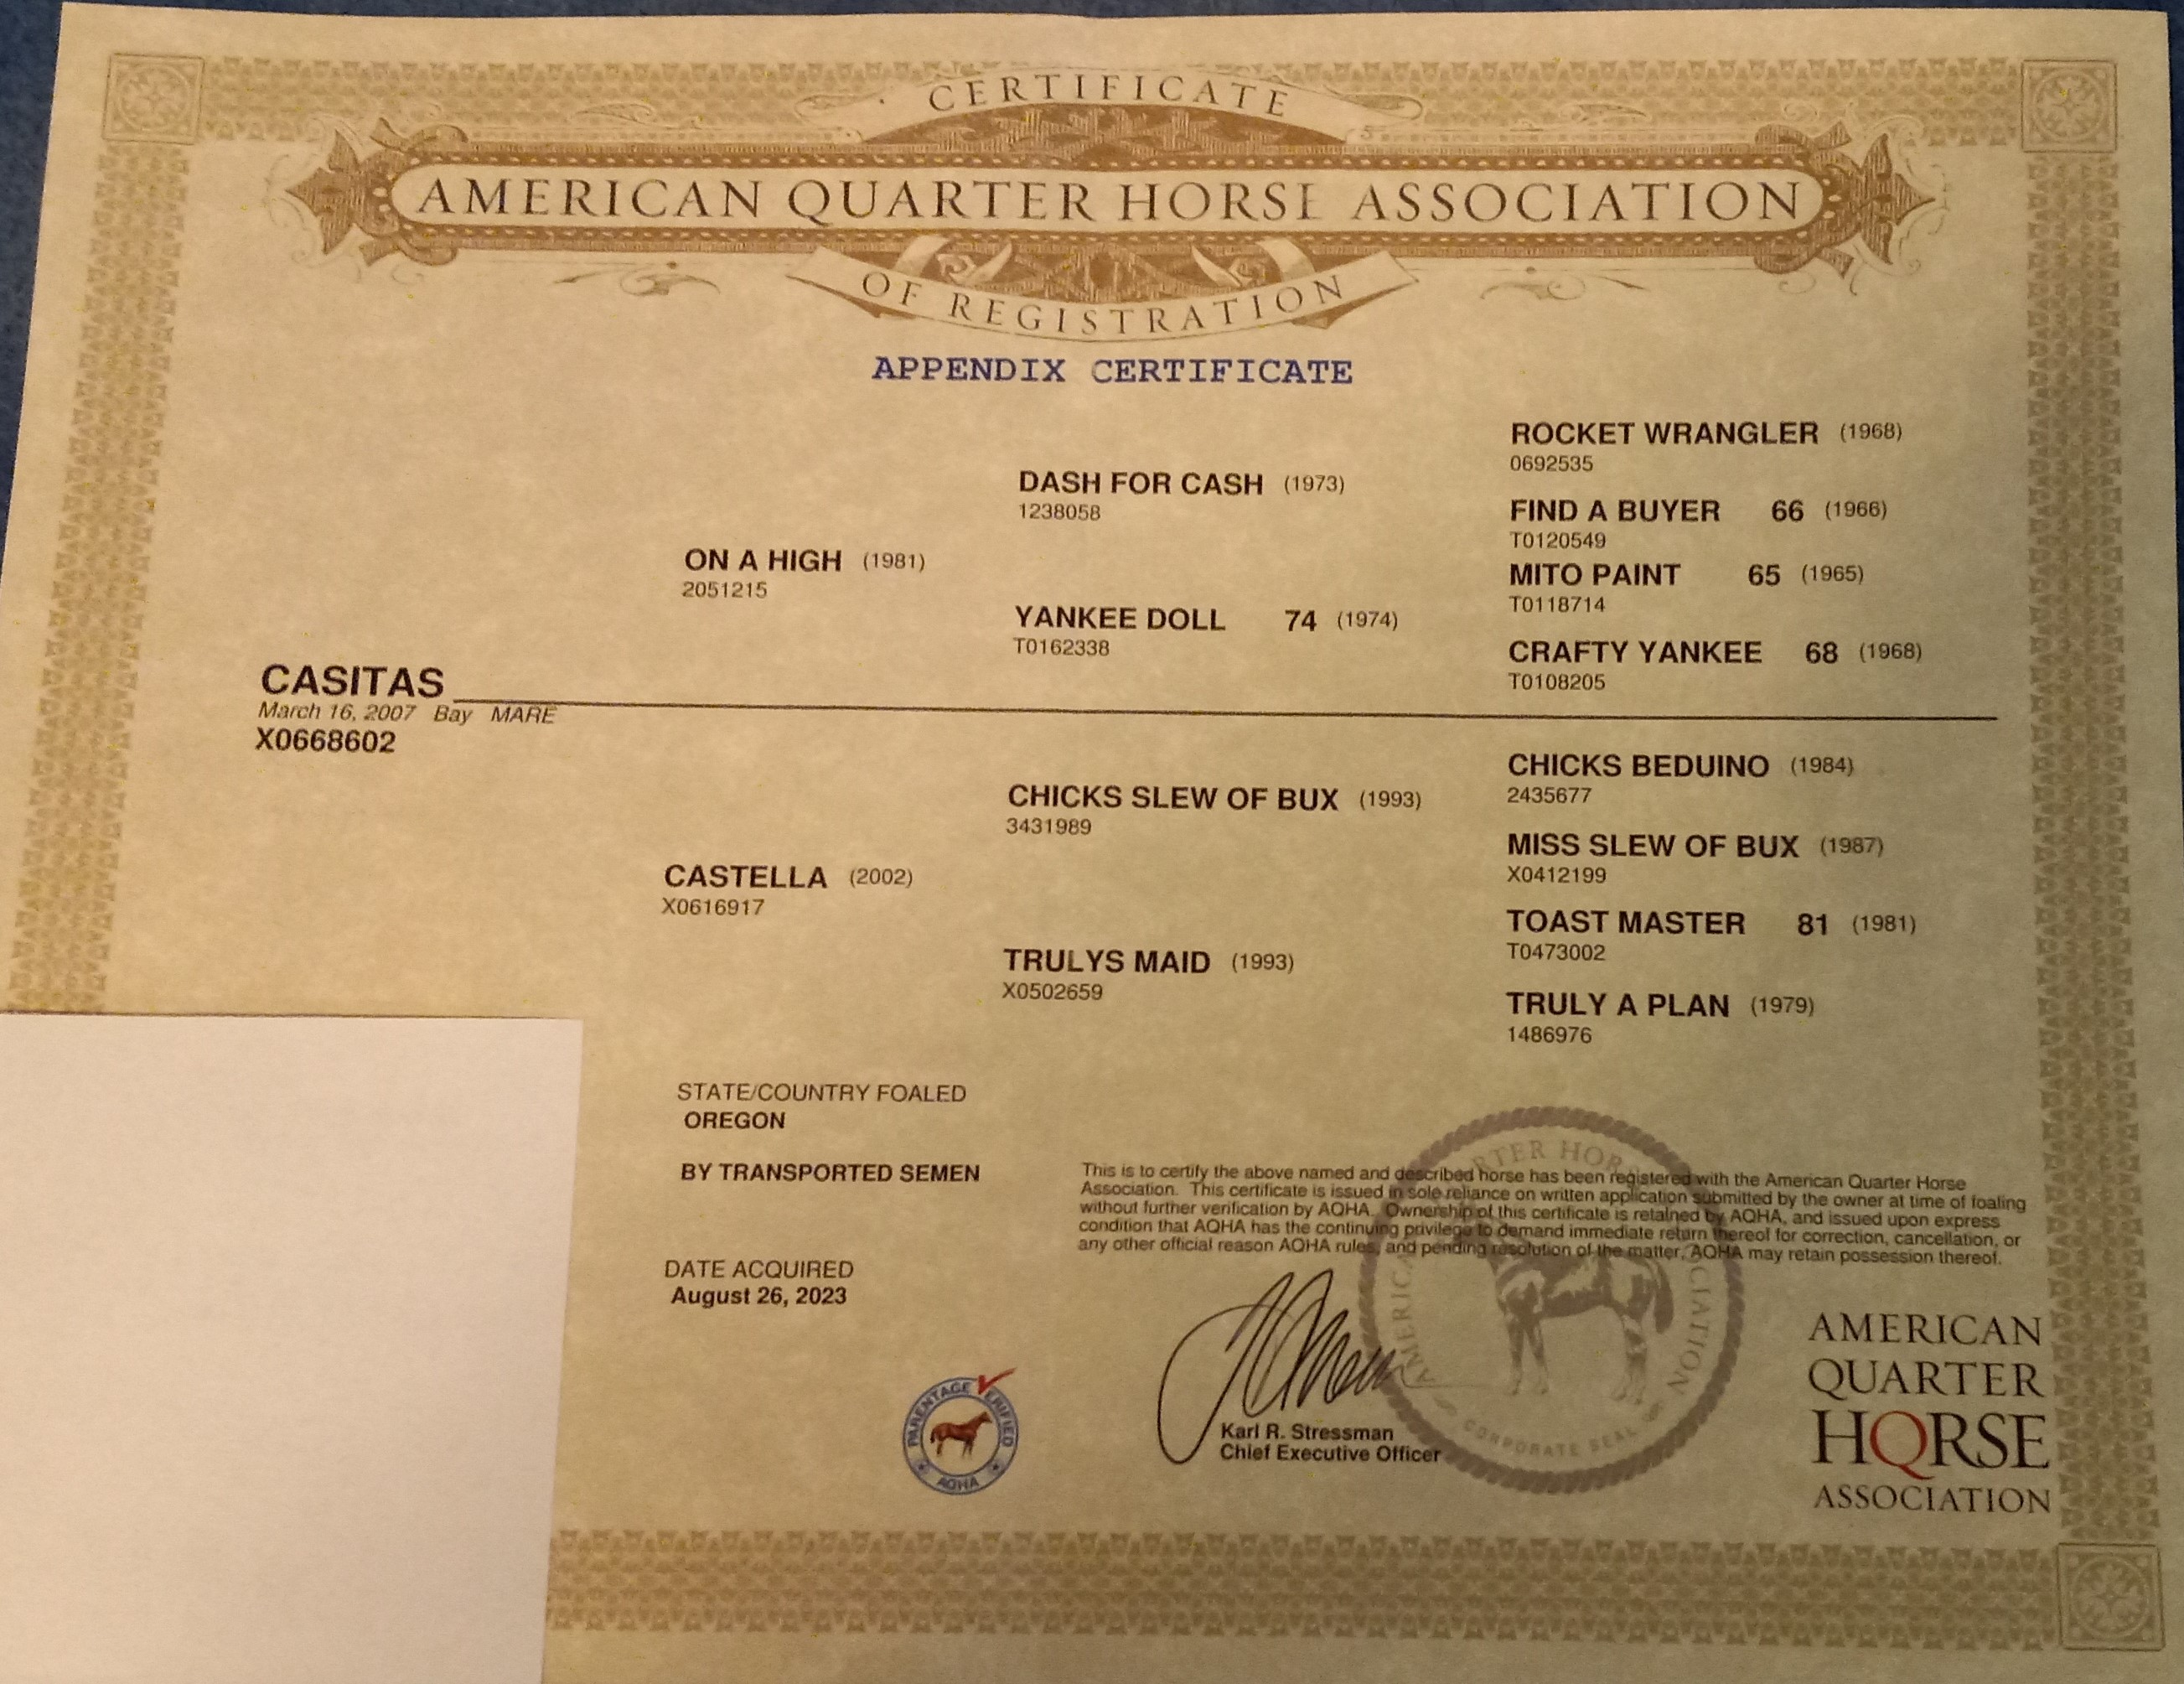 CERTIFICATE
AMERICAN QUARTER HORSE ASSOCIATION
OF REGISTRATION
APPENDIX CERTIFICATE
ROCKET WRANGLER (1968)
0692535
DASH FOR CASH (1973)
1238058
FIND A BUYER 66 (1966)
T0120549
ON A HIGH (1981)
2051215
MITO PAINT 65 (1965)
T0118714
YANKEE DOLL 74 (1974)
T0162338
CRAFTY YANKEE 68 (1968)
T0108205
CASITAS
March 16, 2007 Bay MARE
X0668602
CHICKS BEDUINO (1984)
2435677
CHICKS SLEW OF BUX (1993)
3431989
MISS SLEW OF BUX (1987)
X0412199
CASTELLA (2002)
X0616917
TOAST MASTER 81 (1981)
T0473002
TRULYS MAID (1993)
X0502659
TRULY A PLAN (1979)
1486976
STATE/COUNTRY FOALED
OREGON
BY TRANSPORTED SEMEN
This is to certify the above named and described horse has been registered with the American Quarter Horse
Association. This certificate is issued in sole reliance on written application submitted by the owner at time of foaling
without further verification by AQHA. Ownership of this certificate is retained by AQHA, and issued upon express
condition that AQHA has the continuing privilege to demand immediate return thereof for correction, cancellation, or
any other official reason AQHA rules, and pending resolution of the matter, AQHA may retain possession thereof.
DATE ACQUIRED
August 26, 2023
PARENTAGE VERIFIED
AQHA
Karl R. Stressman
Chief Executive Officer
AMERICAN QUARTER HORSE ASSOCIATION
CORPORATE SEAL
AMERICAN
QUARTER
HORSE
ASSOCIATION